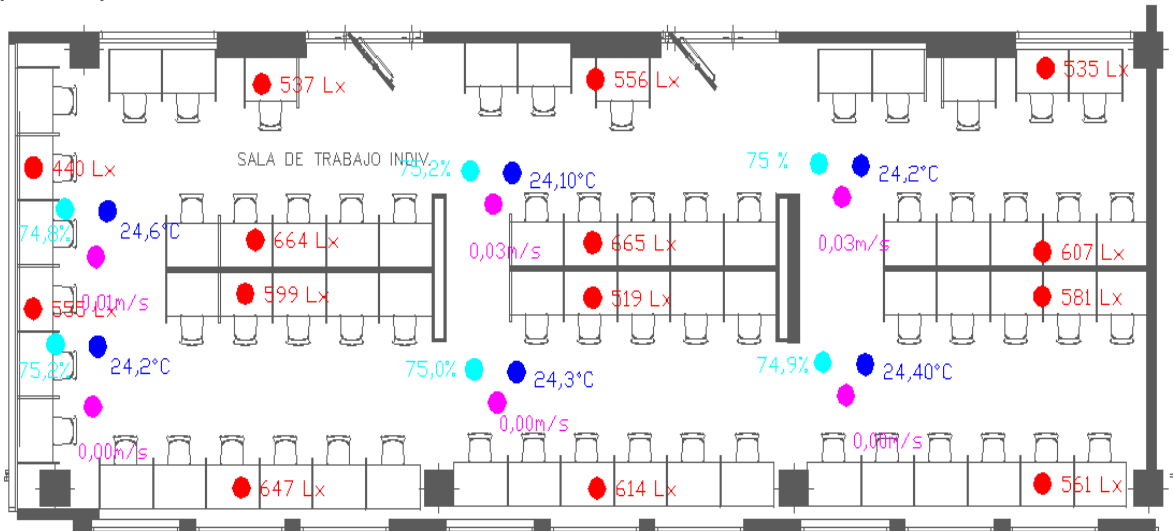 537 Lx
556 Lx
535 Lx
440 Lx
SALA DE TRABAJO INDIV.
75,2%
24,10°C
75 %
24,2°C
74,8%
24,6°C
664 Lx
0,03m/s
665 Lx
0,03m/s
607 Lx
555 Lx
0,01m/s
599 Lx
519 Lx
581 Lx
75,2%
24,2°C
75,0%
24,3°C
74,9%
24,40°C
0,00m/s
0,00m/s
0,00m/s
647 Lx
614 Lx
561 Lx